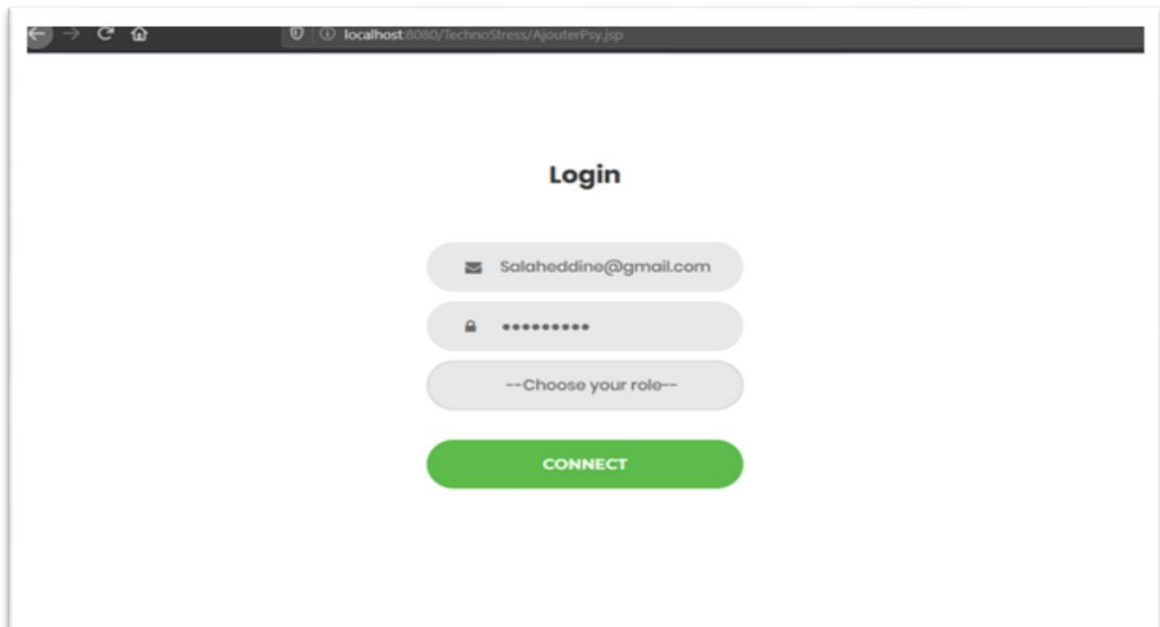 localhost:8080/TechnoStress/AjouterPsy.jsp
Login
Salaheddine@gmail.com
•••••••••
--Choose your role--
CONNECT